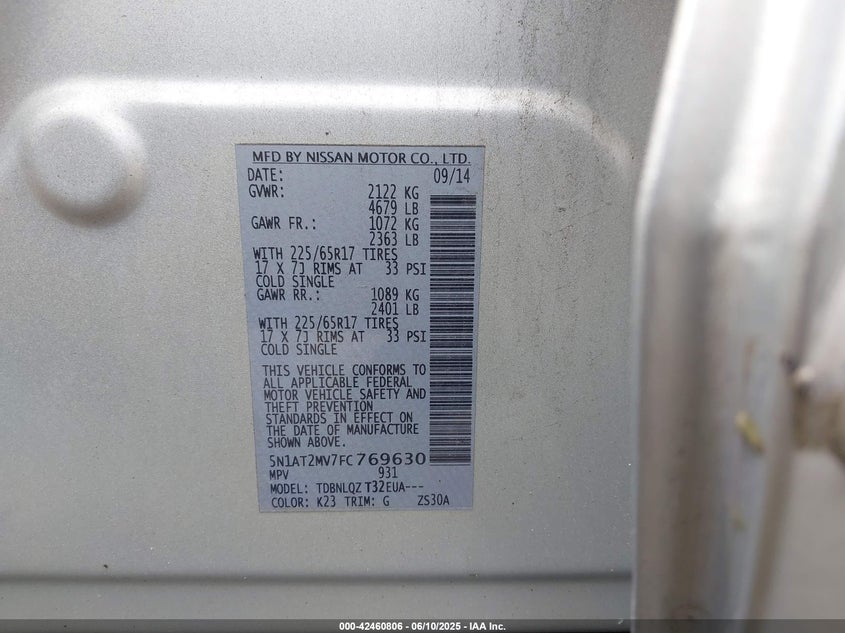 MFD BY NISSAN MOTOR CO., LTD.
DATE: 09/14
GVWR: 2122 KG
4679 LB
GAWR FR.: 1072 KG
2363 LB
WITH 225/65R17 TIRES
17 X 7J RIMS AT 33 PSI
COLD SINGLE
GAWR RR.: 1089 KG
2401 LB
WITH 225/65R17 TIRES
17 X 7J RIMS AT 33 PSI
COLD SINGLE
THIS VEHICLE CONFORMS TO
ALL APPLICABLE FEDERAL
MOTOR VEHICLE SAFETY AND
THEFT PREVENTION
STANDARDS IN EFFECT ON
THE DATE OF MANUFACTURE
SHOWN ABOVE.
5N1AT2MV7FC769630
MPV 931
MODEL: TDBNLQZ T32EUA---
COLOR: K23 TRIM: G ZS30A
000-42460806 - 06/10/2025 - IAA Inc.